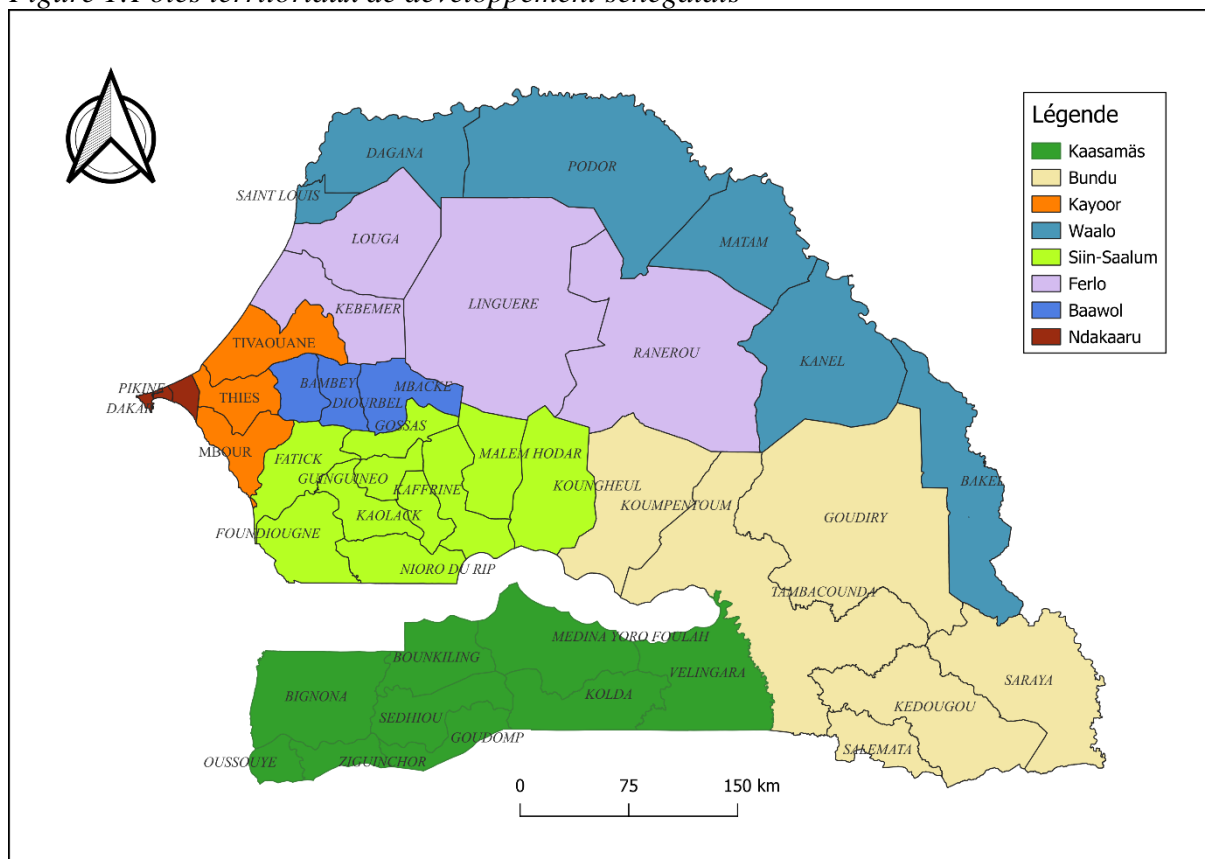 Figure 1:Pôles territoriaux de développement sénégalais
Légende
Kaasamäs
Bundu
Kayoor
Waalo
Siin-Saalum
Ferlo
Baawol
Ndakaaru
DAGANA
PODOR
SAINT LOUIS
LOUGA
MATAM
KEBEMER
LINGUERE
TIVAOUANE
RANEROU
KANEL
PIKINE
DAKAR
THIES
BAMBEY
MBACKE
DIOURBEL
GOSSAS
MBOUR
FATICK
MALEM HODAR
GUINGUINEO
KOUNGHEUL
KAFFRINE
BAKEL
KOUMPENTOUM
KAOLACK
GOUDIRY
FOUNDIOUGNE
NIORO DU RIP
TAMBACOUNDA
MEDINA YORO FOULAH
BOUNKILING
VELINGARA
SARAYA
BIGNONA
KOLDA
KEDOUGOU
SEDHIOU
GOUDOMP
SALEMATA
OUSSOUYE
ZIGUINCHOR
0 75 150 km